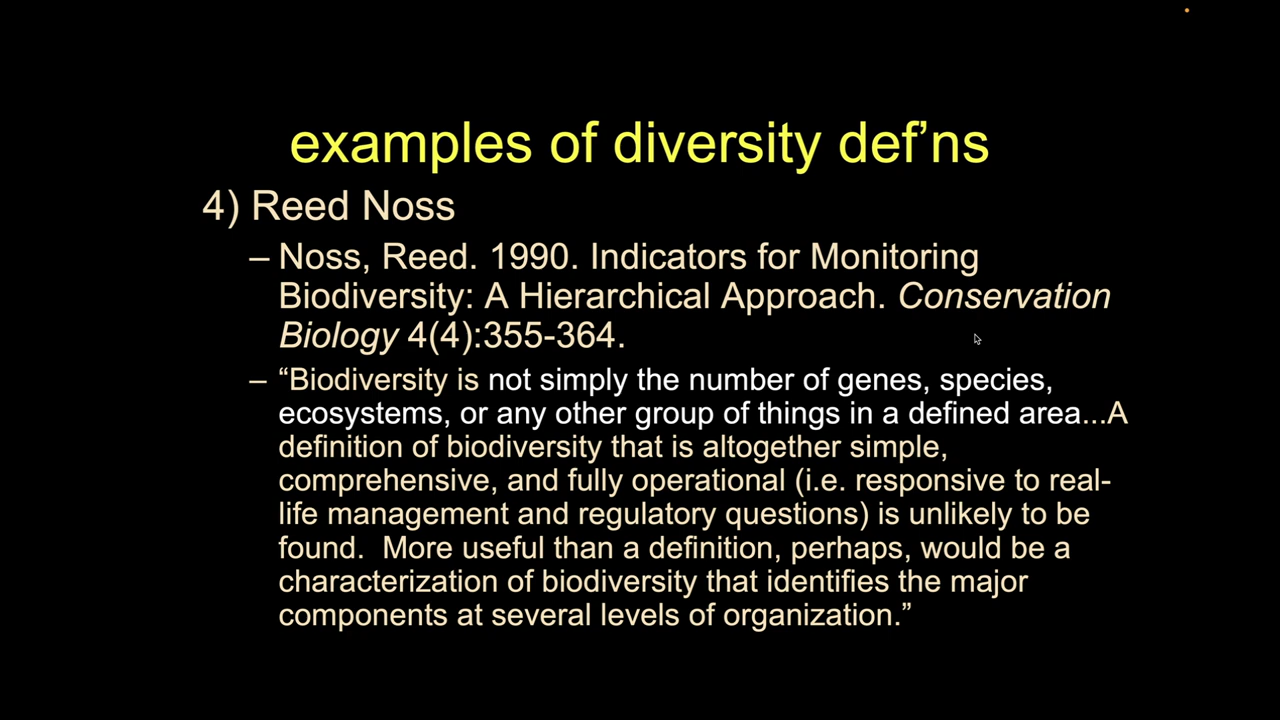 examples of diversity def’ns
4) Reed Noss
– Noss, Reed. 1990. Indicators for Monitoring
Biodiversity: A Hierarchical Approach. Conservation
Biology 4(4):355-364.
– “Biodiversity is not simply the number of genes, species,
ecosystems, or any other group of things in a defined area...A
definition of biodiversity that is altogether simple,
comprehensive, and fully operational (i.e. responsive to real-
life management and regulatory questions) is unlikely to be
found.  More useful than a definition, perhaps, would be a
characterization of biodiversity that identifies the major
components at several levels of organization.”